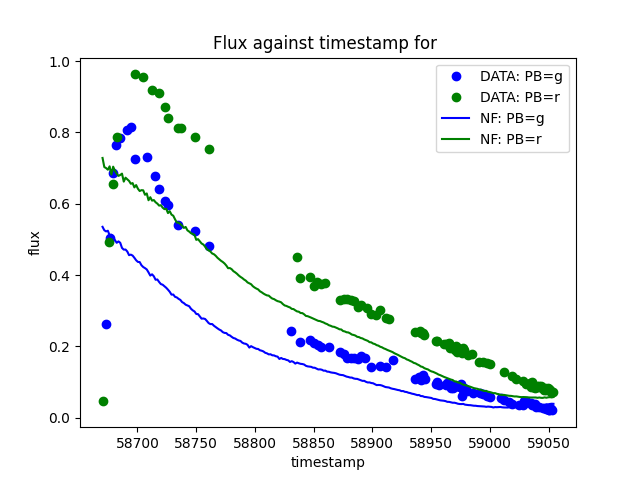 Flux against timestamp for
DATA: PB=g
DATA: PB=r
NF: PB=g
NF: PB=r
flux
1.0
0.8
0.6
0.4
0.2
0.0
58700 58750 58800 58850 58900 58950 59000 59050
timestamp